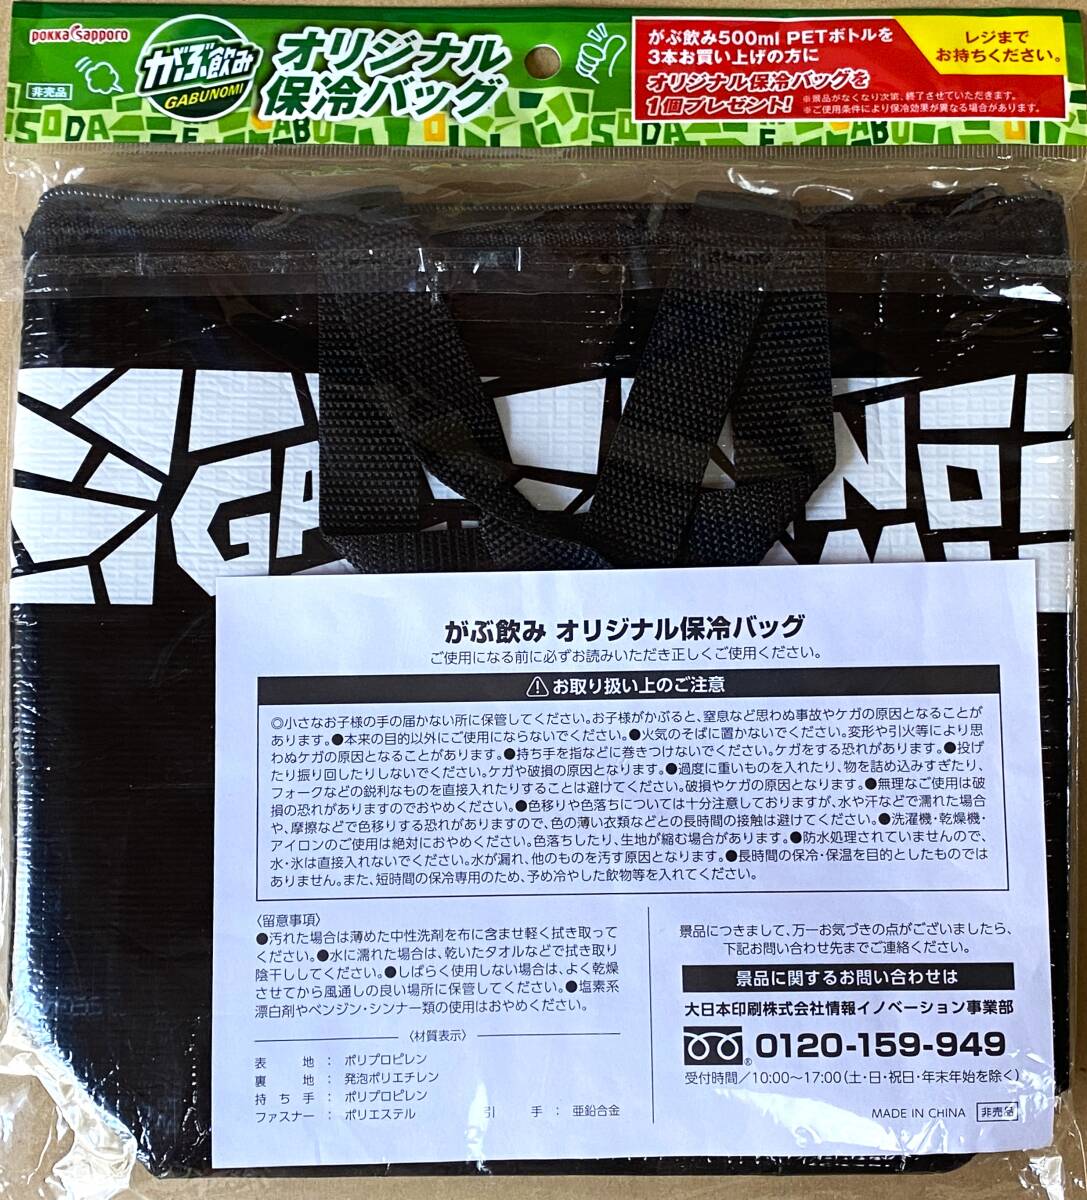 pokka sapporo
非売品
がぶ飲み
GABUNOMI
オリジナル
保冷バッグ
がぶ飲み500ml PETボトルを
3本お買い上げの方に
オリジナル保冷バッグを
1個プレゼント!
※景品がなくなり次第、終了させていただきます。
※ご使用条件により保冷効果が異なる場合があります。
レジまで
お持ちください。
SODA
がぶ飲み オリジナル保冷バッグ
ご使用になる前に必ずお読みいただき正しくご使用ください。
お取り扱い上のご注意
◎小さなお子様の手の届かない所に保管してください。お子様がかぶると、窒息など思わぬ事故やケガの原因となることが
あります。●本来の目的以外にご使用にならないでください。●火気のそばに置かないでください。変形や引火等により思
わぬケガの原因となることがあります。●持ち手を指などに巻きつけないでください。ケガをする恐れがあります。●投げ
たり振り回したりしないでください。ケガや破損の原因となります。●過度に重いものを入れたり、物を詰め込みすぎたり、
フォークなどの鋭利なものを直接入れたりすることは避けてください。破損やケガの原因となります。●無理なご使用は破
損の恐れがありますのでおやめください。●色移りや色落ちについては十分注意しておりますが、水や汗などで濡れた場合
や、摩擦などで色移りする恐れがありますので、色の薄い衣類などとの長時間の接触は避けてください。●洗濯機・乾燥機・
アイロンのご使用は絶対におやめください。色落ちしたり、生地が縮む場合があります。●防水処理されていませんので、
水・氷は直接入れないでください。水が漏れ、他のものを汚す原因となります。●長時間の保冷・保温を目的としたものでは
ありません。また、短時間の保冷専用のため、予め冷やした飲物等を入れてください。
〈留意事項〉
●汚れた場合は薄めた中性洗剤を布に含ませ軽く拭き取って
ください。●水に濡れた場合は、乾いたタオルなどで拭き取り
陰干ししてください。●しばらく使用しない場合は、よく乾燥
させてから風通しの良い場所に保管してください。●塩素系
漂白剤やベンジン・シンナー類の使用はおやめください。
〈材質表示〉
表 地 : ポリプロピレン
裏 地 : 発泡ポリエチレン
持 ち 手 : ポリプロピレン
ファスナー : ポリエステル 引 手 : 亜鉛合金
景品につきまして、万一お気づきの点がございましたら、
下記お問い合わせ先までご連絡ください。
景品に関するお問い合わせは
大日本印刷株式会社情報イノベーション事業部
0120-159-949
受付時間/10:00〜17:00(土・日・祝日・年末年始を除く)
MADE IN CHINA 非売品